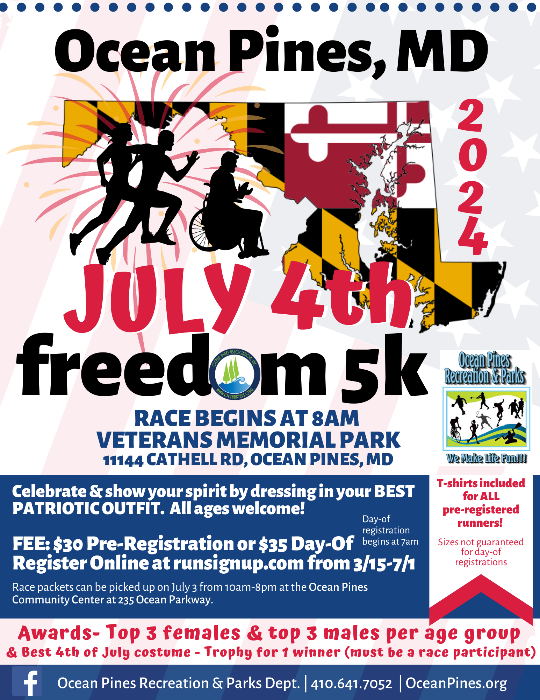 Ocean Pines, MD
2024
JULY 4th
freedom 5k
RACE BEGINS AT 8AM
VETERANS MEMORIAL PARK
11144 CATHELL RD, OCEAN PINES, MD
Ocean Pines
Recreation & Parks
We Make Life Fun!!!
Celebrate & show your spirit by dressing in your BEST
PATRIOTIC OUTFIT.  All ages welcome!
FEE: $30 Pre-Registration or $35 Day-Of
Day-of
registration
begins at 7am
Register Online at runsignup.com from 3/15-7/1
Race packets can be picked up on July 3 from 10am-8pm at the Ocean Pines
Community Center at 235 Ocean Parkway.
T-shirts included
for ALL
pre-registered
runners!
Sizes not guaranteed
for day-of
registrations
Awards- Top 3 females & top 3 males per age group
& Best 4th of July costume - Trophy for 1 winner (must be a race participant)
f Ocean Pines Recreation & Parks Dept. | 410.641.7052 | OceanPines.org